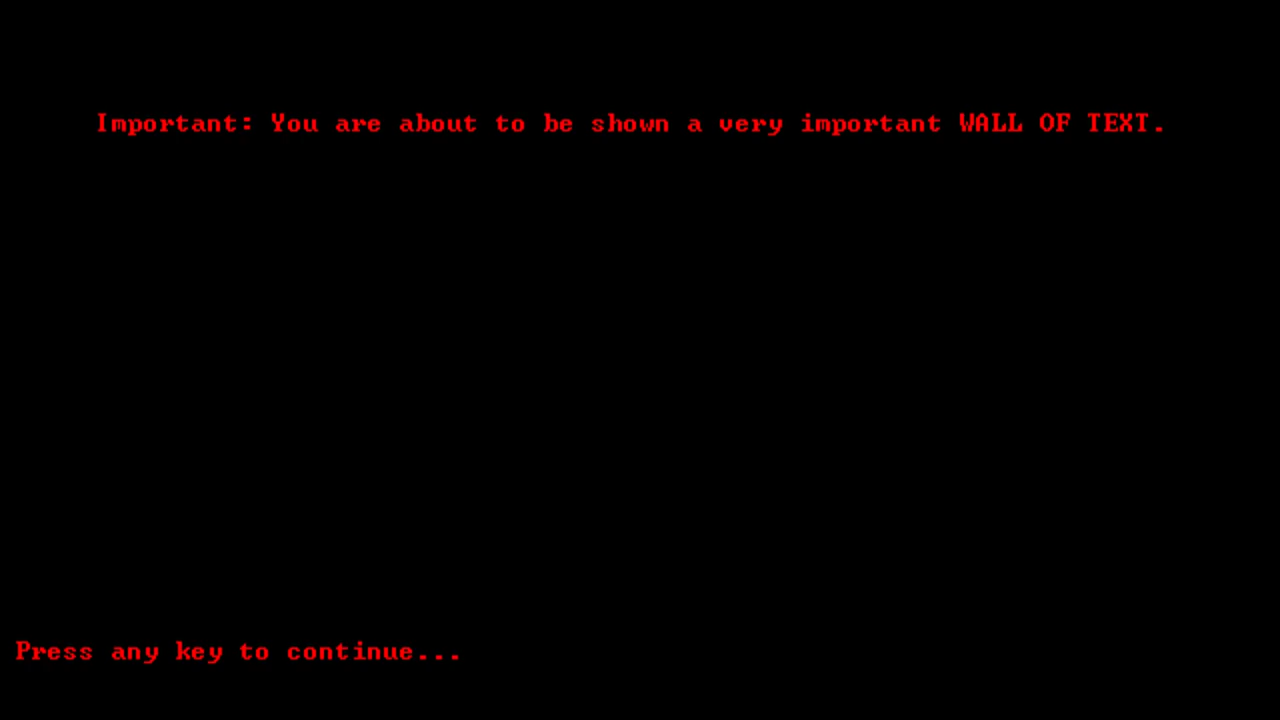 Important: You are about to be shown a very important WALL OF TEXT.
Press any key to continue...